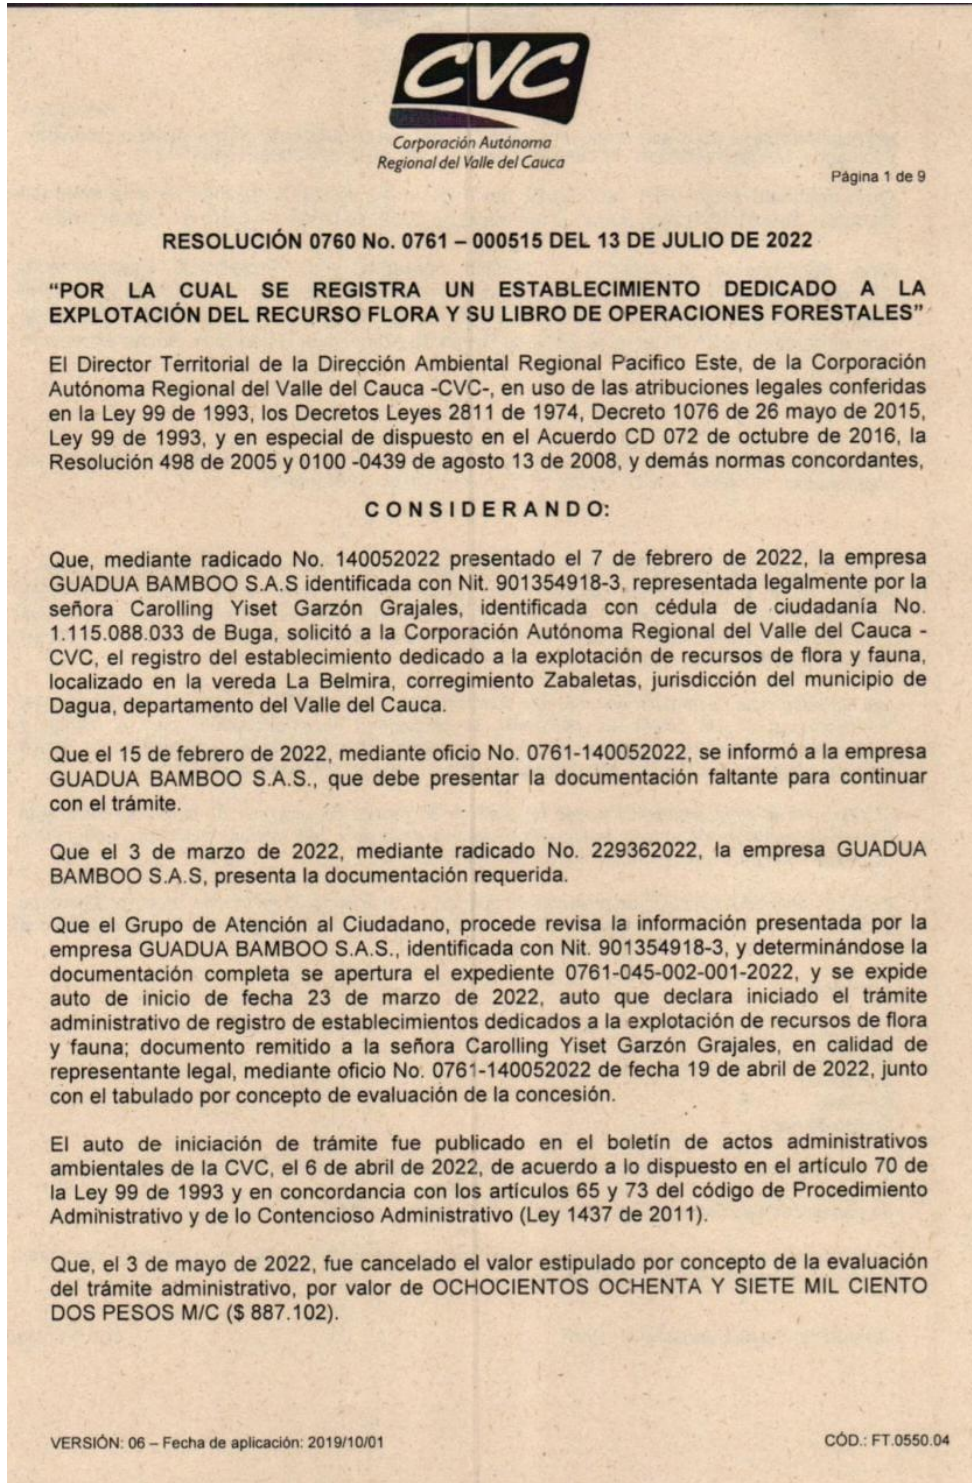 CVC
Corporación Autónoma
Regional del Valle del Cauca
Página 1 de 9
RESOLUCIÓN 0760 No. 0761 – 000515 DEL 13 DE JULIO DE 2022
“POR LA CUAL SE REGISTRA UN ESTABLECIMIENTO DEDICADO A LA
EXPLOTACIÓN DEL RECURSO FLORA Y SU LIBRO DE OPERACIONES FORESTALES”
El Director Territorial de la Dirección Ambiental Regional Pacifico Este, de la Corporación
Autónoma Regional del Valle del Cauca -CVC-, en uso de las atribuciones legales conferidas
en la Ley 99 de 1993, los Decretos Leyes 2811 de 1974, Decreto 1076 de 26 mayo de 2015,
Ley 99 de 1993, y en especial de dispuesto en el Acuerdo CD 072 de octubre de 2016, la
Resolución 498 de 2005 y 0100 -0439 de agosto 13 de 2008, y demás normas concordantes,
C O N S I D E R A N D O:
Que, mediante radicado No. 140052022 presentado el 7 de febrero de 2022, la empresa
GUADUA BAMBOO S.A.S identificada con Nit. 901354918-3, representada legalmente por la
señora Carolling Yiset Garzón Grajales, identificada con cédula de ciudadanía No.
1.115.088.033 de Buga, solicitó a la Corporación Autónoma Regional del Valle del Cauca -
CVC, el registro del establecimiento dedicado a la explotación de recursos de flora y fauna,
localizado en la vereda La Belmira, corregimiento Zabaletas, jurisdicción del municipio de
Dagua, departamento del Valle del Cauca.
Que el 15 de febrero de 2022, mediante oficio No. 0761-140052022, se informó a la empresa
GUADUA BAMBOO S.A.S., que debe presentar la documentación faltante para continuar
con el trámite.
Que el 3 de marzo de 2022, mediante radicado No. 229362022, la empresa GUADUA
BAMBOO S.A.S, presenta la documentación requerida.
Que el Grupo de Atención al Ciudadano, procede revisa la información presentada por la
empresa GUADUA BAMBOO S.A.S., identificada con Nit. 901354918-3, y determinándose la
documentación completa se apertura el expediente 0761-045-002-001-2022, y se expide
auto de inicio de fecha 23 de marzo de 2022, auto que declara iniciado el trámite
administrativo de registro de establecimientos dedicados a la explotación de recursos de flora
y fauna; documento remitido a la señora Carolling Yiset Garzón Grajales, en calidad de
representante legal, mediante oficio No. 0761-140052022 de fecha 19 de abril de 2022, junto
con el tabulado por concepto de evaluación de la concesión.
El auto de iniciación de trámite fue publicado en el boletín de actos administrativos
ambientales de la CVC, el 6 de abril de 2022, de acuerdo a lo dispuesto en el artículo 70 de
la Ley 99 de 1993 y en concordancia con los artículos 65 y 73 del código de Procedimiento
Administrativo y de lo Contencioso Administrativo (Ley 1437 de 2011).
Que, el 3 de mayo de 2022, fue cancelado el valor estipulado por concepto de la evaluación
del trámite administrativo, por valor de OCHOCIENTOS OCHENTA Y SIETE MIL CIENTO
DOS PESOS M/C ($ 887.102).
VERSIÓN: 06 – Fecha de aplicación: 2019/10/01
CÓD.: FT.0550.04